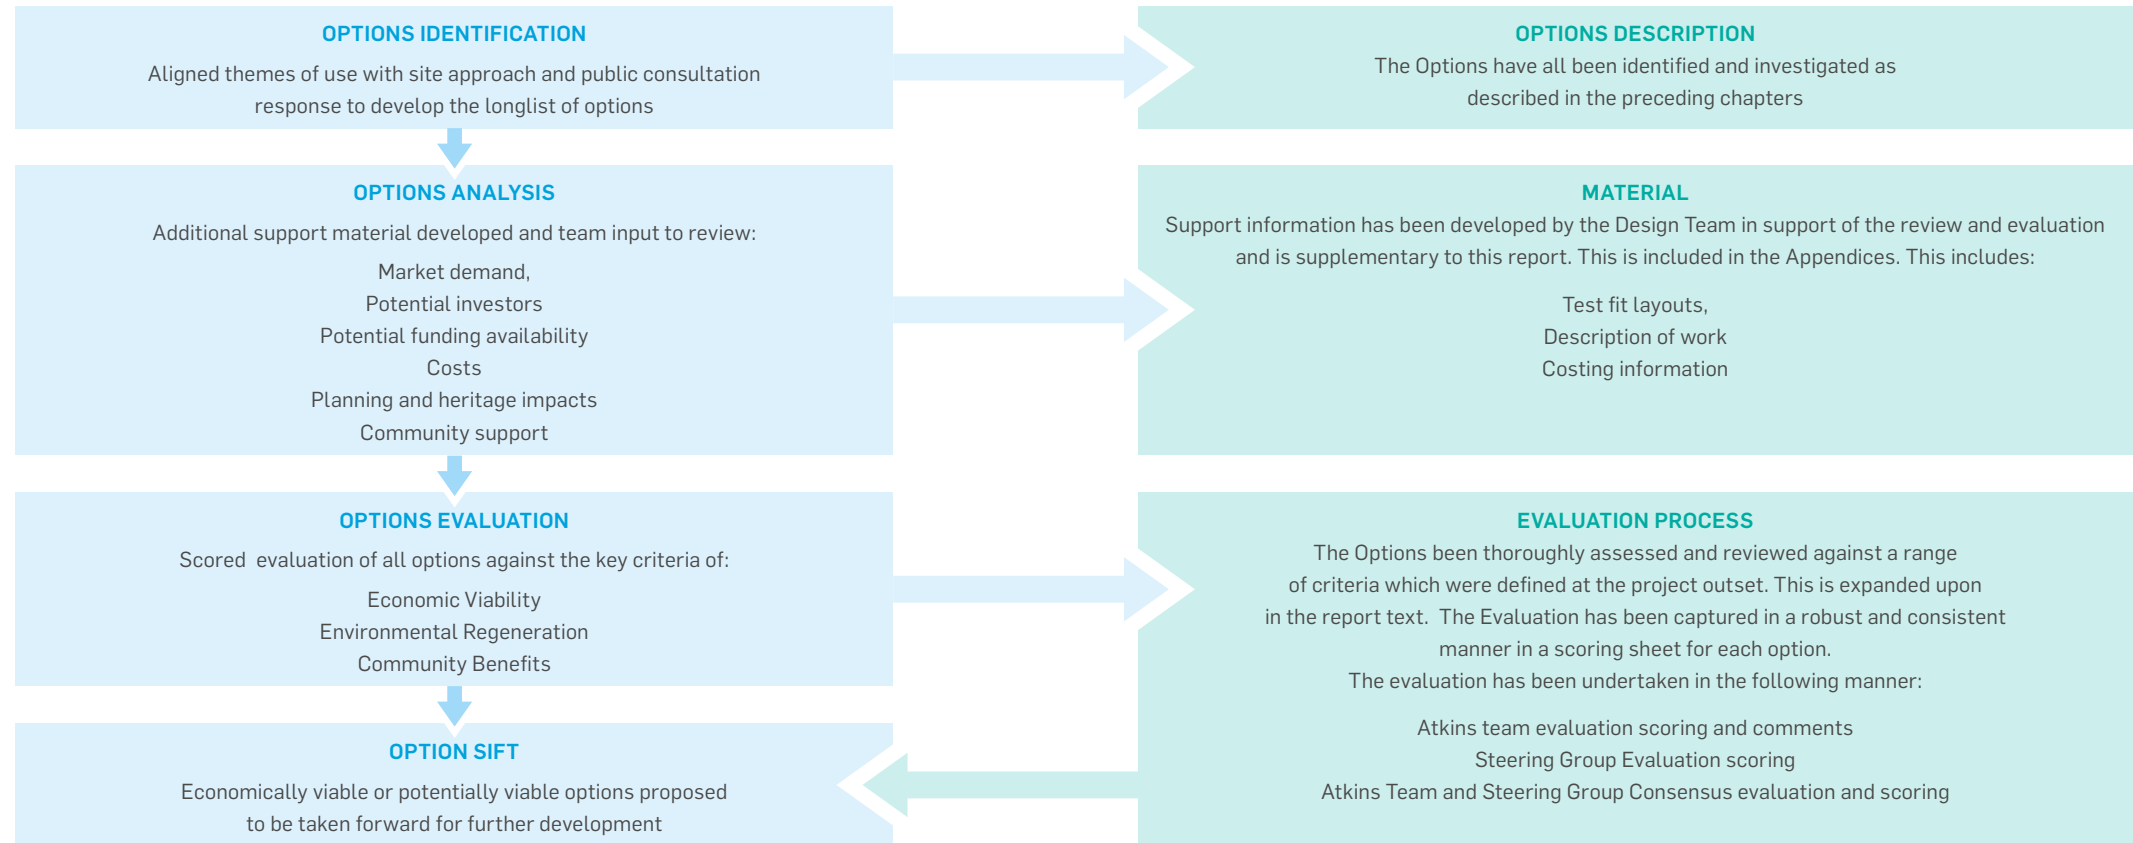 OPTIONS IDENTIFICATION
Aligned themes of use with site approach and public consultation
response to develop the longlist of options
OPTIONS DESCRIPTION
The Options have all been identified and investigated as
described in the preceding chapters
OPTIONS ANALYSIS
Additional support material developed and team input to review:
Market demand,
Potential investors
Potential funding availability
Costs
Planning and heritage impacts
Community support
MATERIAL
Support information has been developed by the Design Team in support of the review and evaluation
and is supplementary to this report. This is included in the Appendices. This includes:
Test fit layouts,
Description of work
Costing information
OPTIONS EVALUATION
Scored  evaluation of all options against the key criteria of:
Economic Viability
Environmental Regeneration
Community Benefits
EVALUATION PROCESS
The Options been thoroughly assessed and reviewed against a range
of criteria which were defined at the project outset. This is expanded upon
in the report text.  The Evaluation has been captured in a robust and consistent
manner in a scoring sheet for each option.
The evaluation has been undertaken in the following manner:
Atkins team evaluation scoring and comments
Steering Group Evaluation scoring
Atkins Team and Steering Group Consensus evaluation and scoring
OPTION SIFT
Economically viable or potentially viable options proposed
to be taken forward for further development